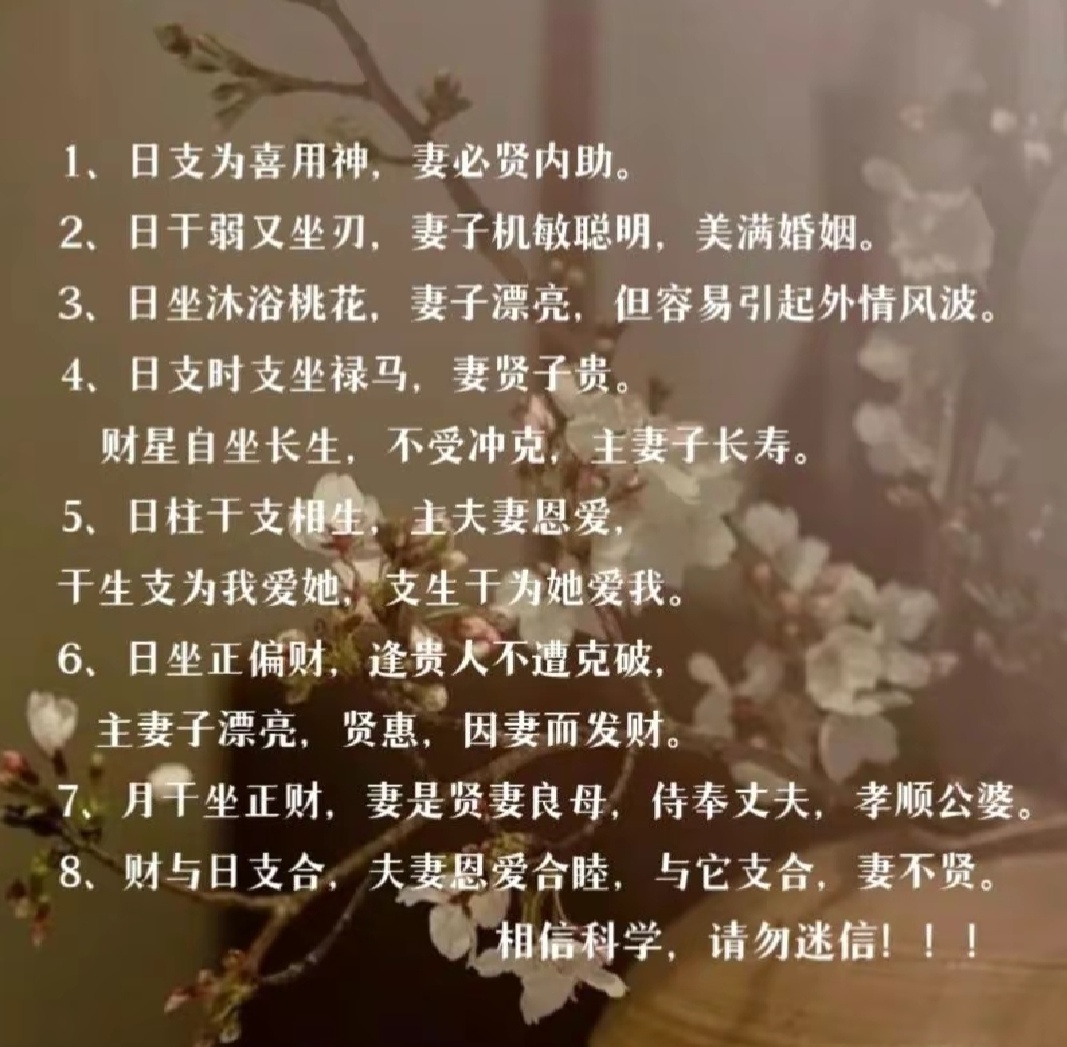 1、日支为喜用神，妻必贤内助。
2、日干弱又坐刃，妻子机敏聪明，美满婚姻。
3、日坐沐浴桃花，妻子漂亮，但容易引起外情风波。
4、日支时支坐禄马，妻贤子贵。
财星自坐长生，不受冲克，主妻子长寿。
5、日柱干支相生，主夫妻恩爱，
干生支为我爱她，支生干为她爱我。
6、日坐正偏财，逢贵人不遭克破，
主妻子漂亮，贤惠，因妻而发财。
7、月干坐正财，妻是贤妻良母，侍奉丈夫，孝顺公婆。
8、财与日支合，夫妻恩爱合睦，与它支合，妻不贤。
相信科学，请勿迷信！！！